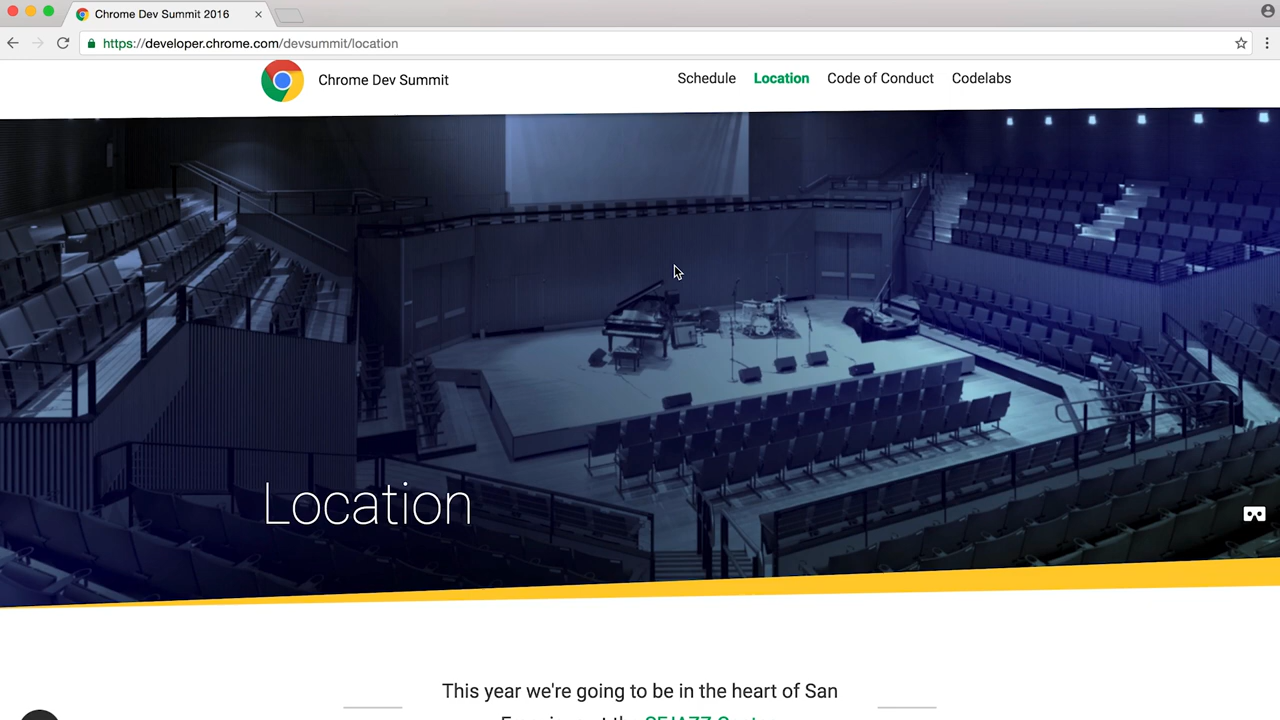 Chrome Dev Summit 2016
https://developer.chrome.com/devsummit/location
Chrome Dev Summit
Schedule
Location
Code of Conduct
Codelabs
Location
This year we're going to be in the heart of San